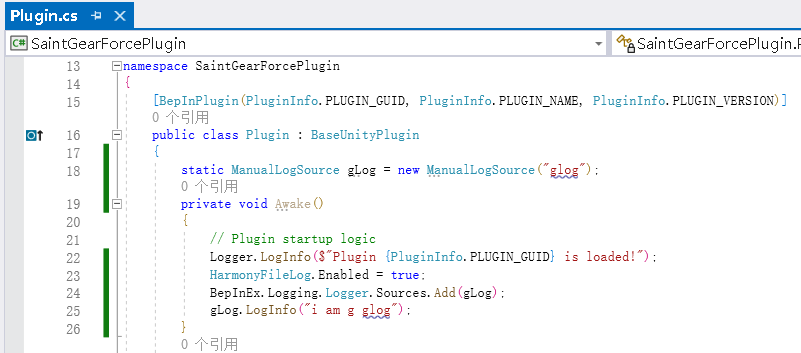 Plugin.cs
SaintGearForcePlugin
SaintGearForcePlugin.P
13 namespace SaintGearForcePlugin
14 {
15 [BepInPlugin(PluginInfo.PLUGIN_GUID, PluginInfo.PLUGIN_NAME, PluginInfo.PLUGIN_VERSION)]
0 个引用
16 public class Plugin : BaseUnityPlugin
17 {
18 static ManualLogSource gLog = new ManualLogSource("glog");
0 个引用
19 private void Awake()
20 {
21 // Plugin startup logic
22 Logger.LogInfo($"Plugin {PluginInfo.PLUGIN_GUID} is loaded!");
23 HarmonyFileLog.Enabled = true;
24 BepInEx.Logging.Logger.Sources.Add(gLog);
25 gLog.LogInfo("i am g glog");
26 }
0 个引用